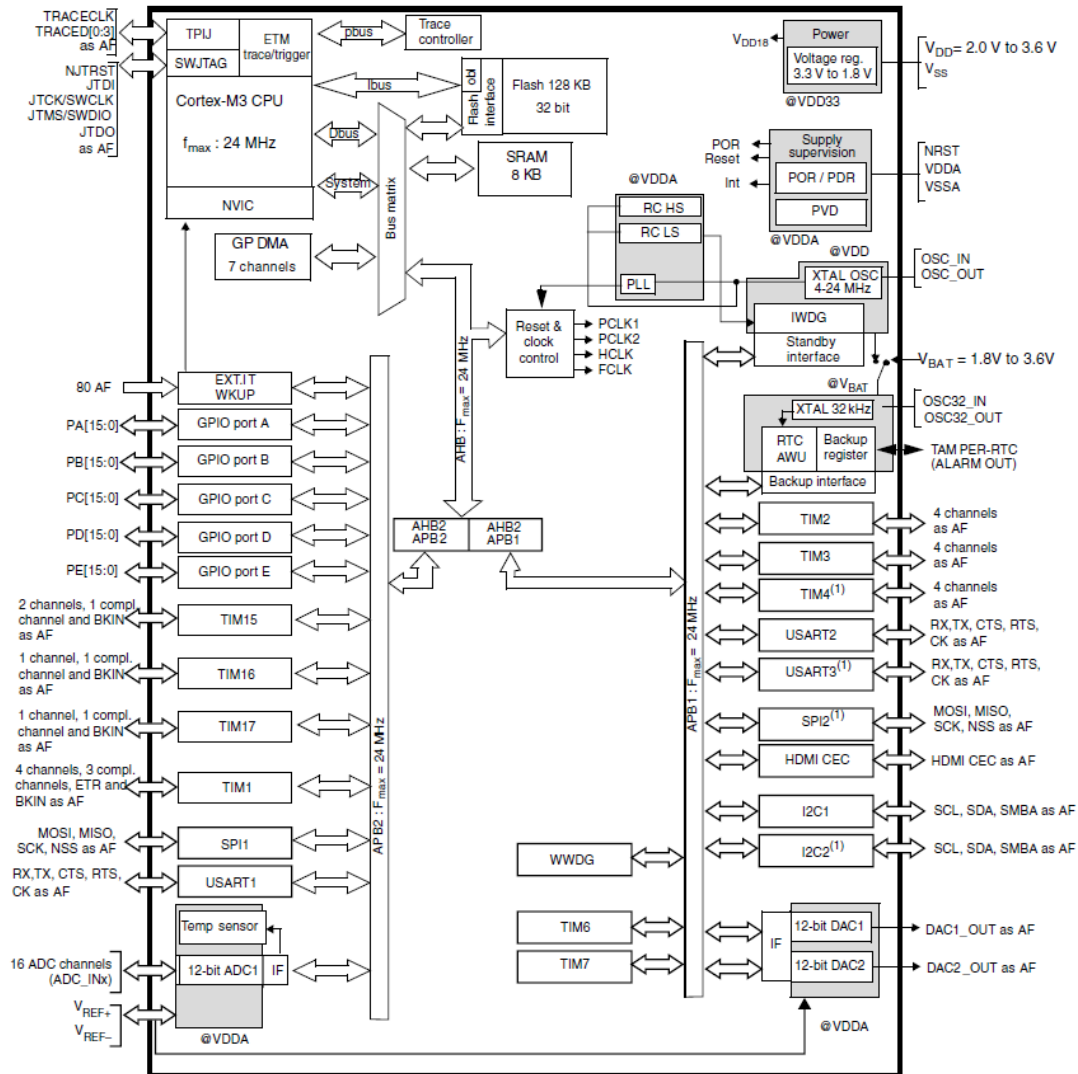 TRACECLK
TRACED[0:3]
as AF
NJTRST
JTDI
JTCK/SWCLK
JTMS/SWDIO
JTDO
as AF
TPIJ
SWJTAG
ETM
trace/trigger
Cortex-M3 CPU
fmax : 24 MHz
NVIC
pbus
Trace
controller
Ibus
Dbus
System
Flash obl
interface
Flash 128 KB
32 bit
SRAM
8 KB
Bus matrix
GP DMA
7 channels
VDD18
Power
Voltage reg.
3.3 V to 1.8 V
@VDD33
VDD= 2.0 V to 3.6 V
VSS
POR
Reset
Int
Supply
supervision
POR / PDR
PVD
@VDDA
NRST
VDDA
VSSA
@VDDA
RC HS
RC LS
PLL
@VDD
XTAL OSC
4-24 MHz
OSC_IN
OSC_OUT
IWDG
Standby
interface
Reset &
clock
control
PCLK1
PCLK2
HCLK
FCLK
VBAT = 1.8V to 3.6V
@VBAT
XTAL 32 kHz
OSC32_IN
OSC32_OUT
RTC
AWU
Backup
register
Backup interface
TAM PER-RTC
(ALARM OUT)
AHB : Fmax = 24 MHz
AHB2
APB2
AHB2
APB1
80 AF
EXT.IT
WKUP
PA[15:0]
GPIO port A
PB[15:0]
GPIO port B
PC[15:0]
GPIO port C
PD[15:0]
GPIO port D
PE[15:0]
GPIO port E
2 channels, 1 compl.
channel and BKIN
as AF
TIM15
1 channel, 1 compl.
channel and BKIN
as AF
TIM16
1 channel, 1 compl.
channel and BKIN
as AF
TIM17
4 channels, 3 compl.
channels, ETR and
BKIN as AF
TIM1
MOSI, MISO,
SCK, NSS as AF
SPI1
RX,TX, CTS, RTS,
CK as AF
USART1
Temp sensor
16 ADC channels
(ADC_INx)
12-bit ADC1
IF
VREF+
VREF–
@VDDA
APB2 : Fmax = 24 MHz
APB1 : Fmax = 24 MHz
TIM2
4 channels
as AF
TIM3
4 channels
as AF
TIM4(1)
4 channels
as AF
USART2
RX,TX, CTS, RTS,
CK as AF
USART3(1)
RX,TX, CTS, RTS,
CK as AF
SPI2(1)
MOSI, MISO,
SCK, NSS as AF
HDMI CEC
HDMI CEC as AF
I2C1
SCL, SDA, SMBA as AF
I2C2(1)
SCL, SDA, SMBA as AF
WWDG
TIM6
TIM7
IF
12-bit DAC1
DAC1_OUT as AF
12-bit DAC2
DAC2_OUT as AF
@VDDA